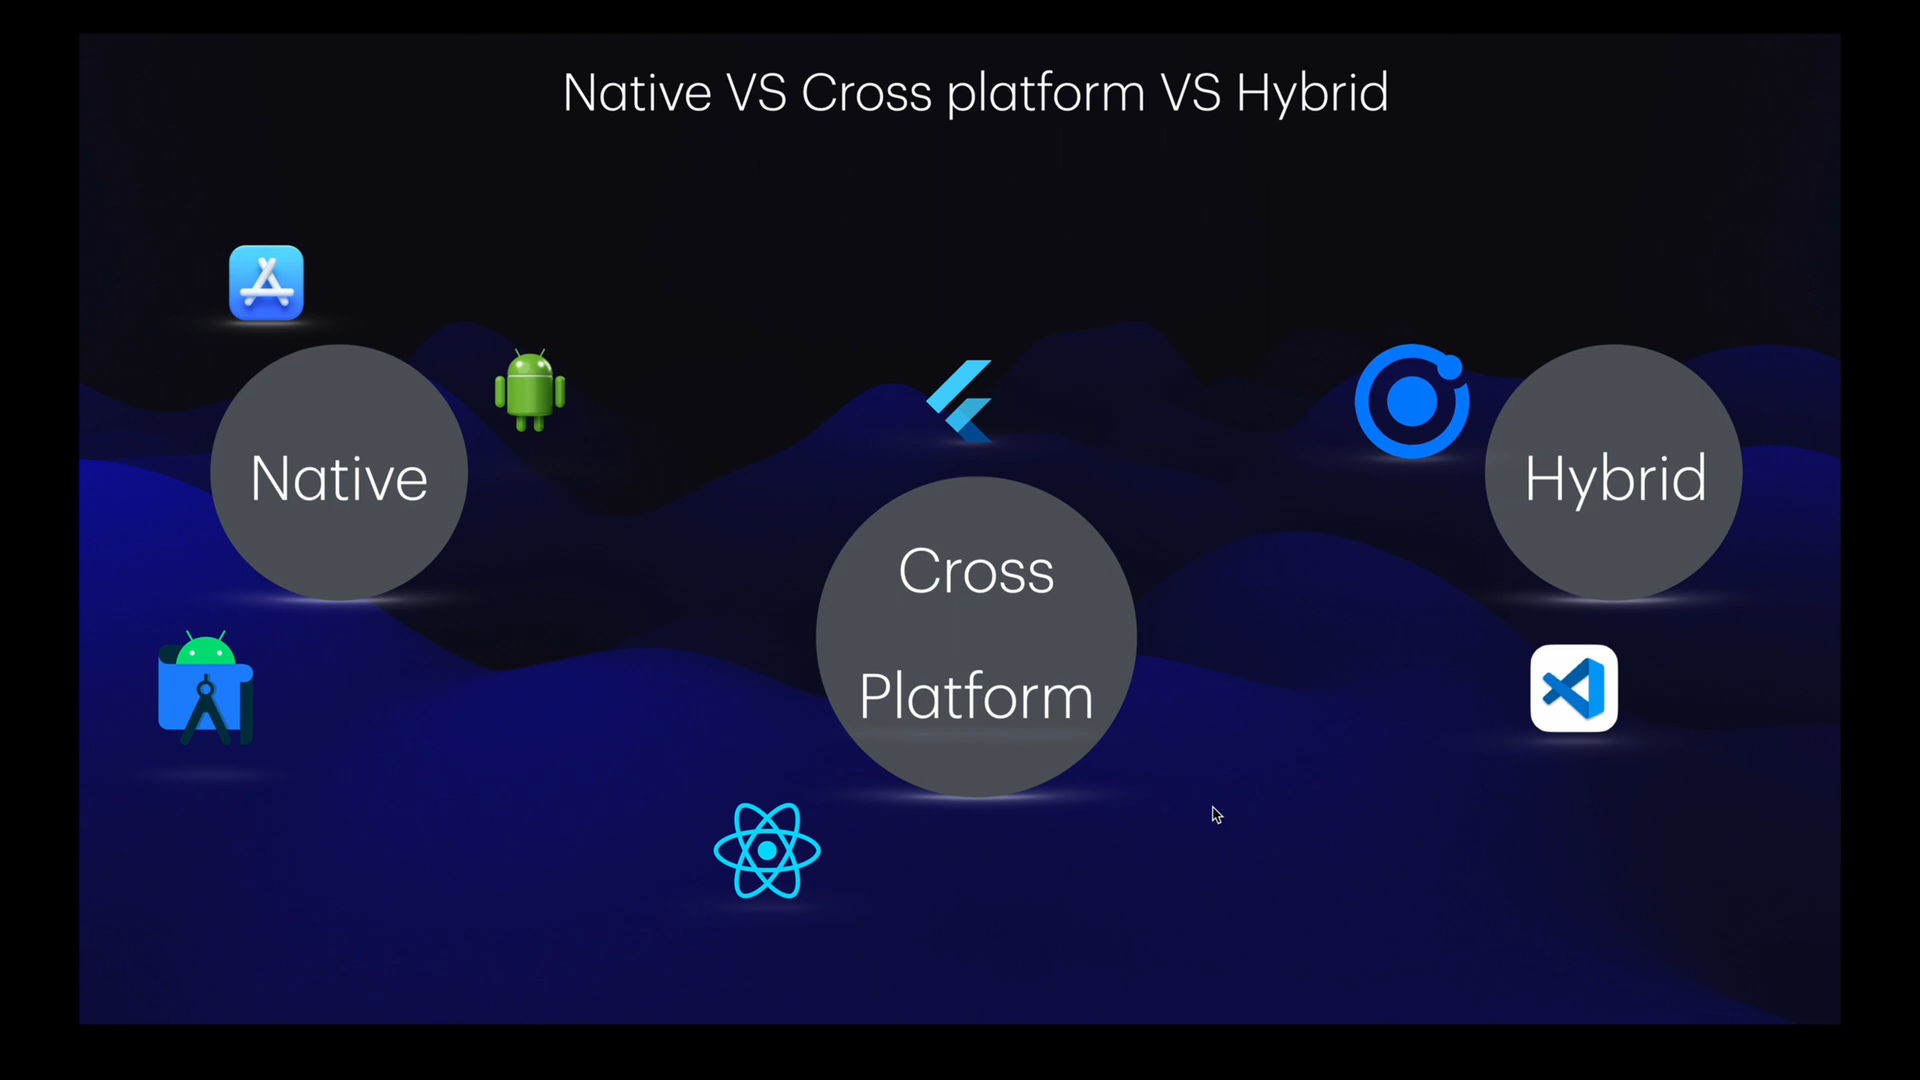 Native VS Cross platform VS Hybrid
Native
Cross
Platform
Hybrid